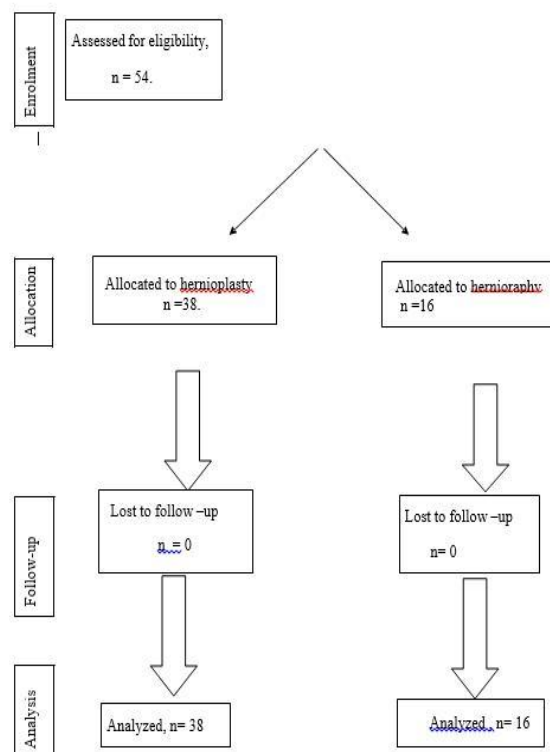 Enrolment
Assessed for eligibility,
n = 54.
Allocation
Allocated to hernioplasty
n =38.
Allocated to hernioraphy
n =16
Follow-up
Lost to follow –up
n = 0
Lost to follow –up
n= 0
Analysis
Analyzed, n= 38
Analyzed , n= 16